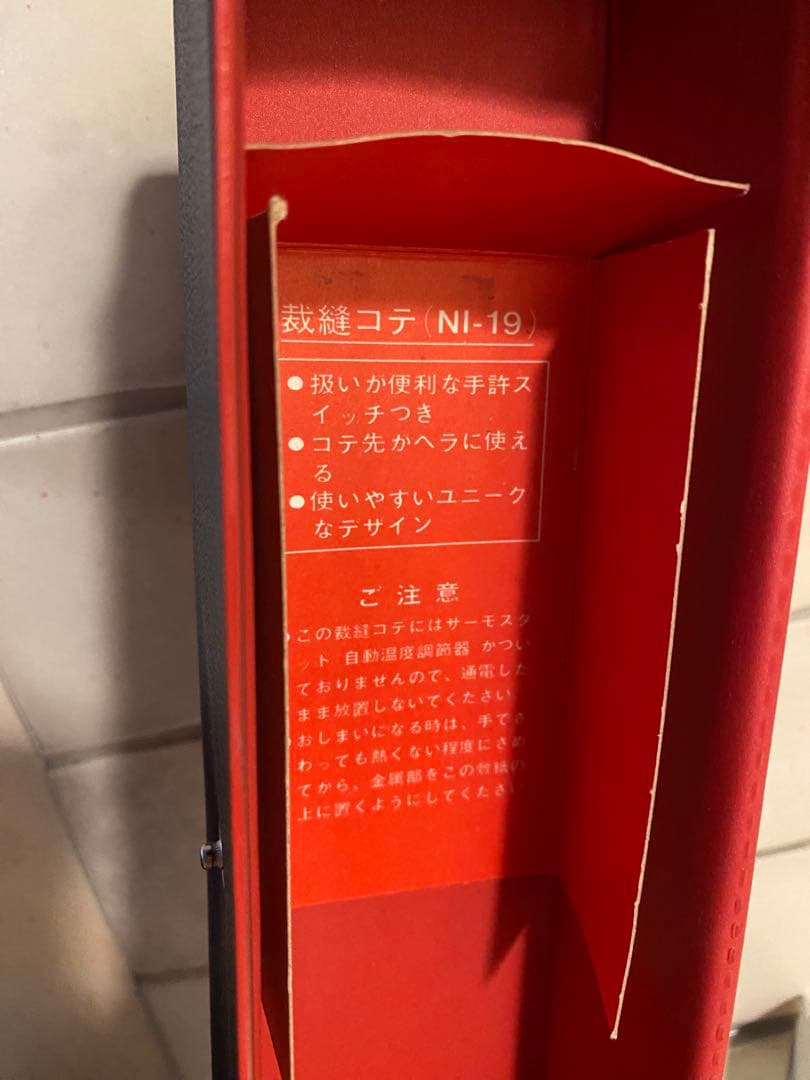 裁縫コテ(NI-19)
●扱いが便利な手許ス
イッチつき
●コテ先がヘラに使え
る
●使いやすいユニーク
なデザイン
ご注意
この裁縫コテにはサーモスタ
ット 自動温度調節器 がつい
ておりませんので、通電した
まま放置しないでください。
おしまいになる時は、手でさ
わっても熱くない程度にさめ
てから、金属部をこの敷紙の
上に置くようにしてください